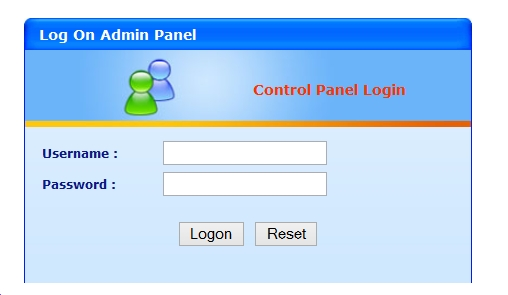 Log On Admin Panel
Control Panel Login
Username :
Password :
Logon Reset